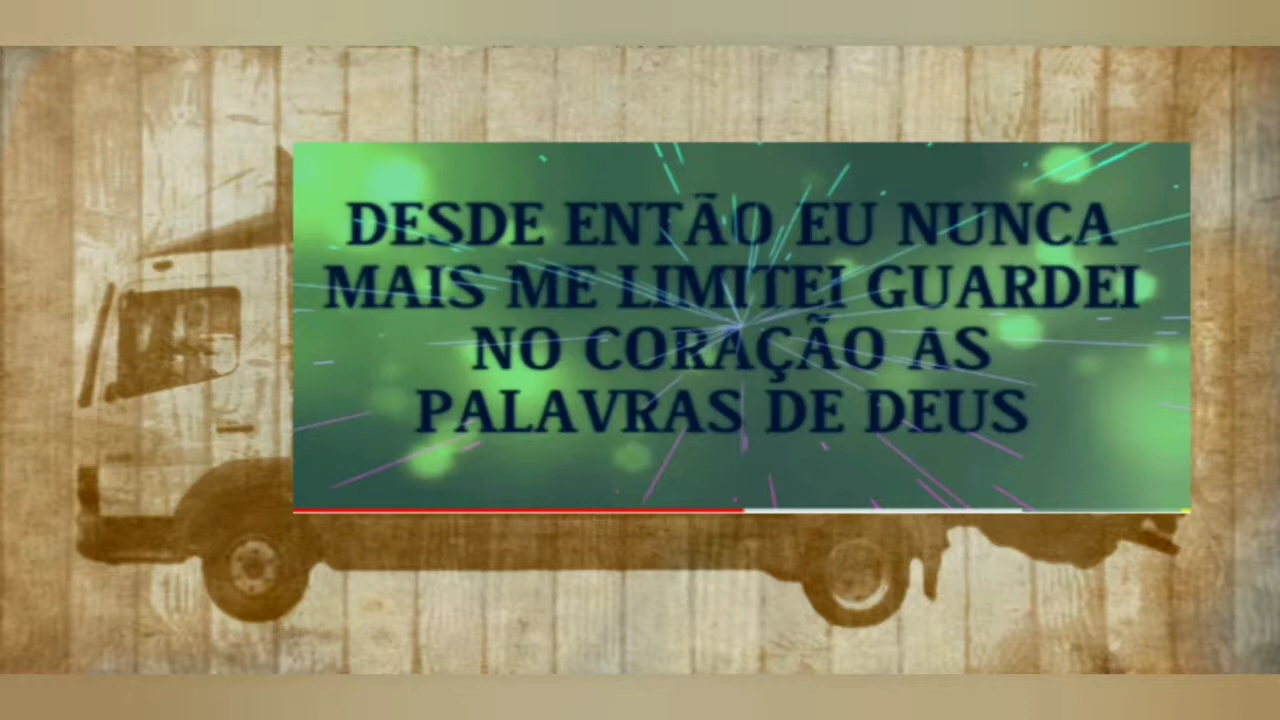 DESDE ENTÃO EU NUNCA
MAIS ME LIMITEI GUARDEI
NO CORAÇÃO AS
PALAVRAS DE DEUS